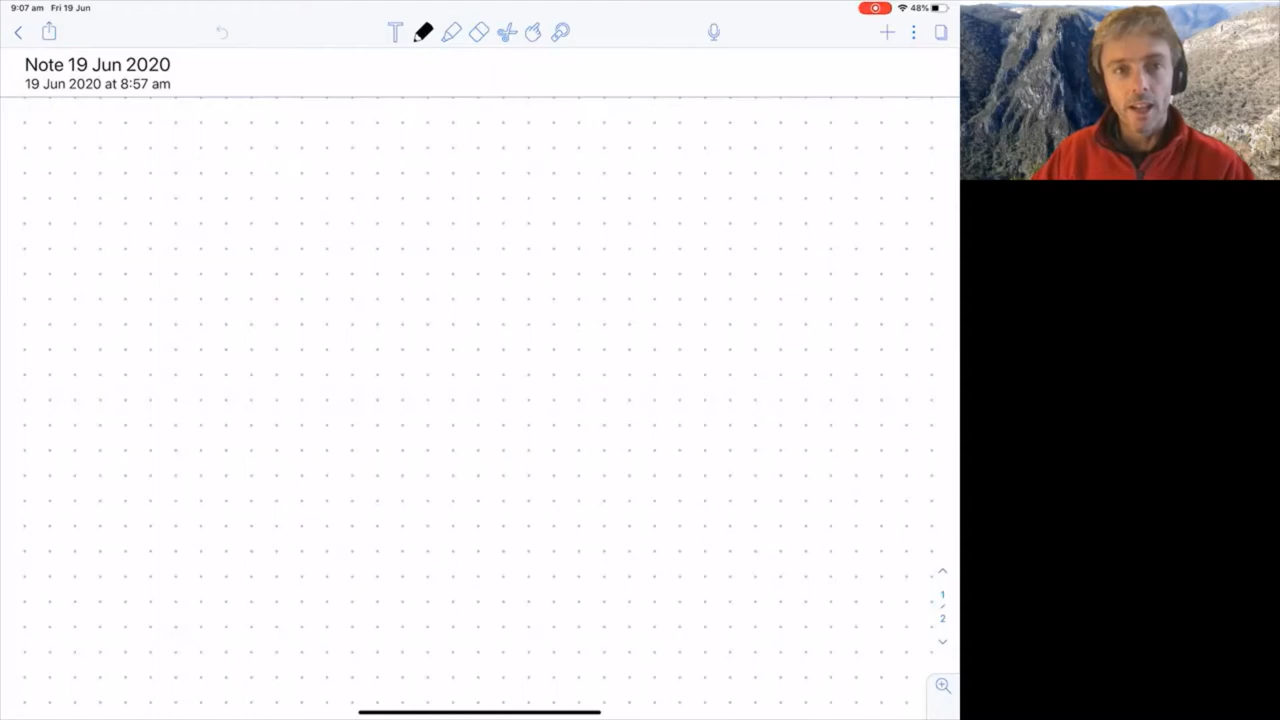 9:07 am Fri 19 Jun
48%
T
Note 19 Jun 2020
19 Jun 2020 at 8:57 am
1
/
2